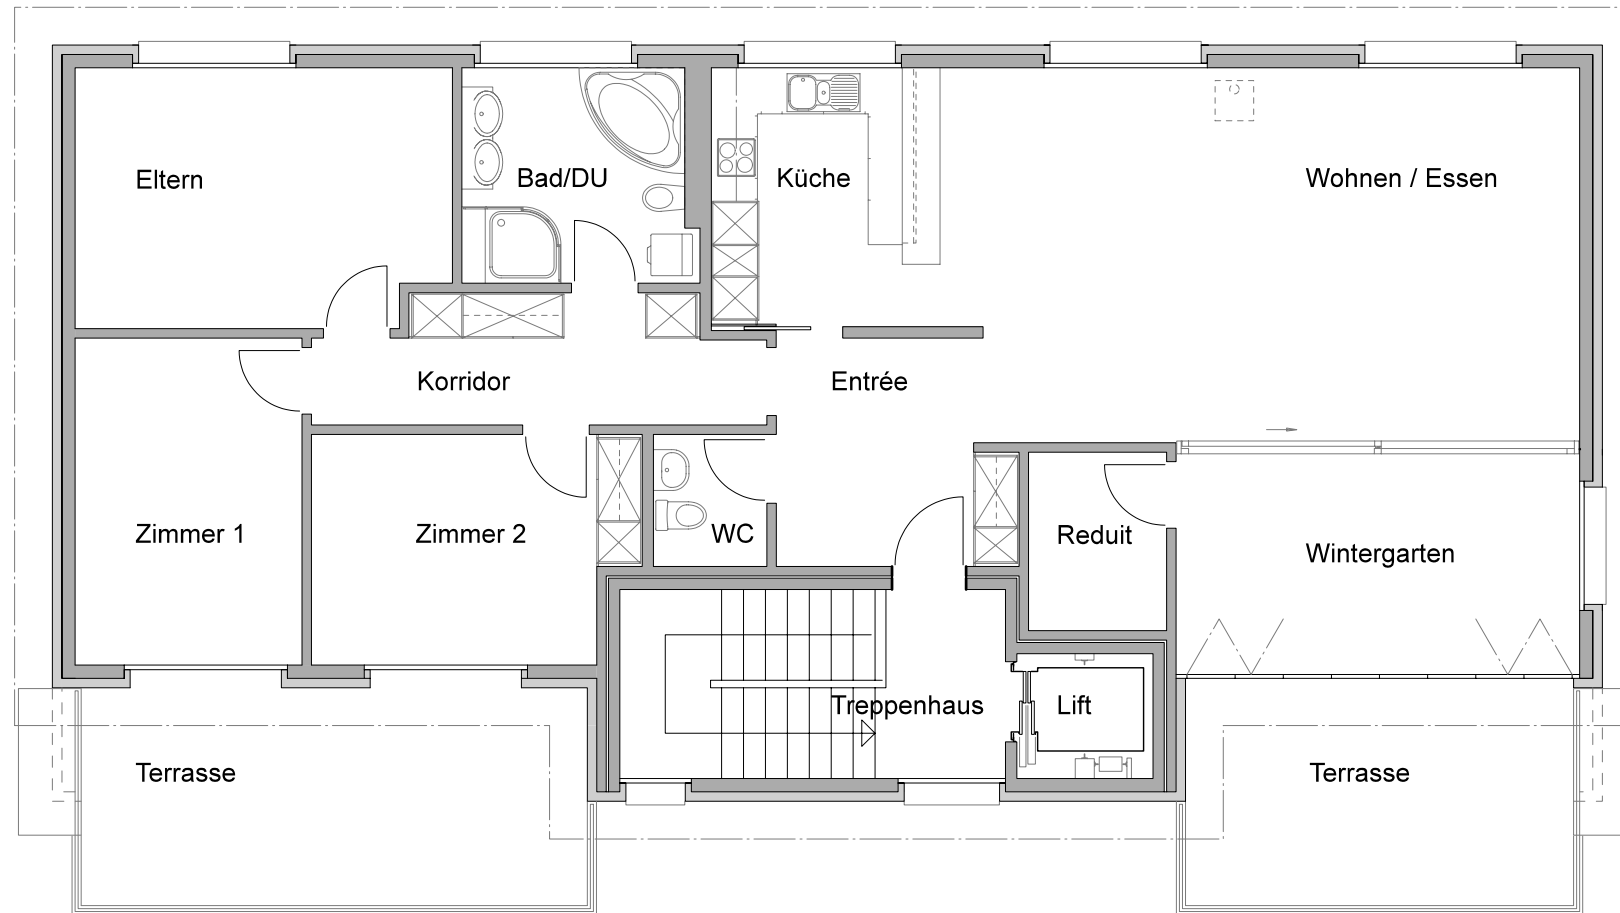 Eltern
Bad/DU
Küche
Wohnen / Essen
Korridor
Entrée
Zimmer 1
Zimmer 2
WC
Reduit
Wintergarten
Treppenhaus
Lift
Terrasse
Terrasse